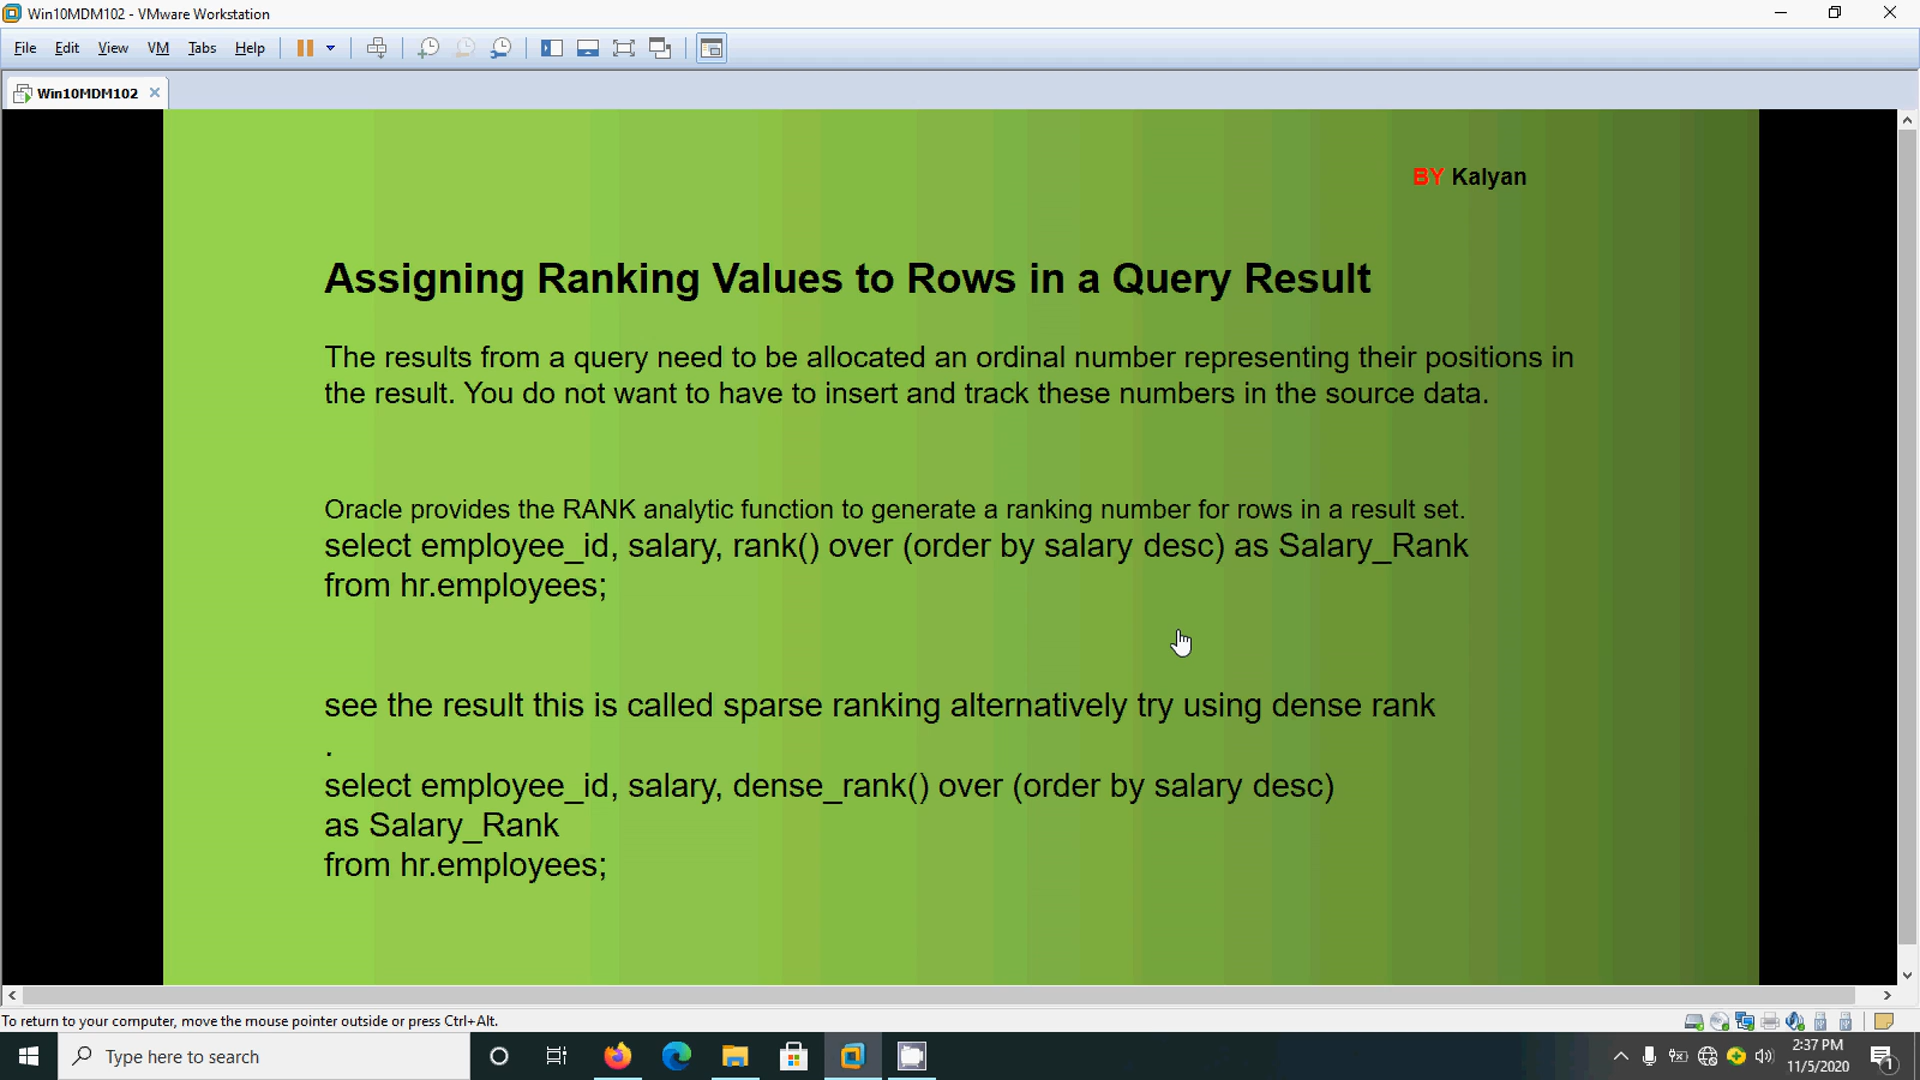 Win10MDM102 - VMware Workstation
File Edit View VM Tabs Help
Win10MDM102
BY Kalyan
Assigning Ranking Values to Rows in a Query Result
The results from a query need to be allocated an ordinal number representing their positions in
the result. You do not want to have to insert and track these numbers in the source data.
Oracle provides the RANK analytic function to generate a ranking number for rows in a result set.
select employee_id, salary, rank() over (order by salary desc) as Salary_Rank
from hr.employees;
see the result this is called sparse ranking alternatively try using dense rank
.
select employee_id, salary, dense_rank() over (order by salary desc)
as Salary_Rank
from hr.employees;
To return to your computer, move the mouse pointer outside or press Ctrl+Alt.
Type here to search
2:37 PM
11/5/2020
1